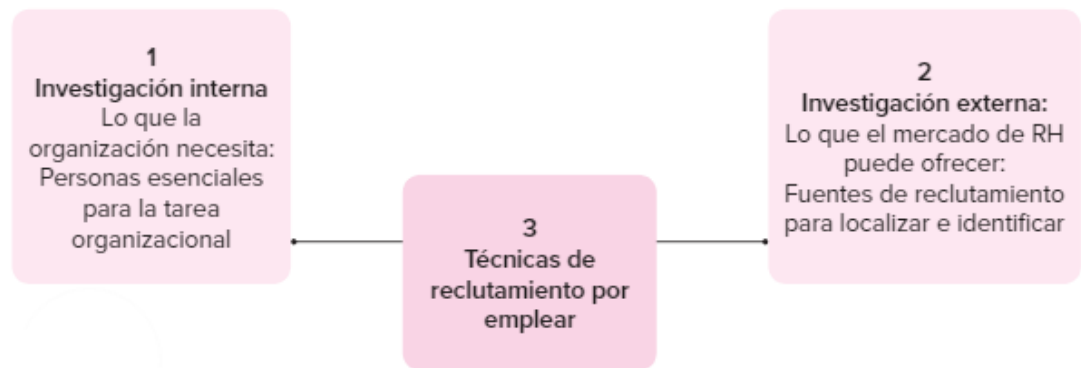 1
Investigación interna
Lo que la
organización necesita:
Personas esenciales
para la tarea
organizacional
2
Investigación externa:
Lo que el mercado de RH
puede ofrecer:
Fuentes de reclutamiento
para localizar e identificar
3
Técnicas de
reclutamiento por
emplear